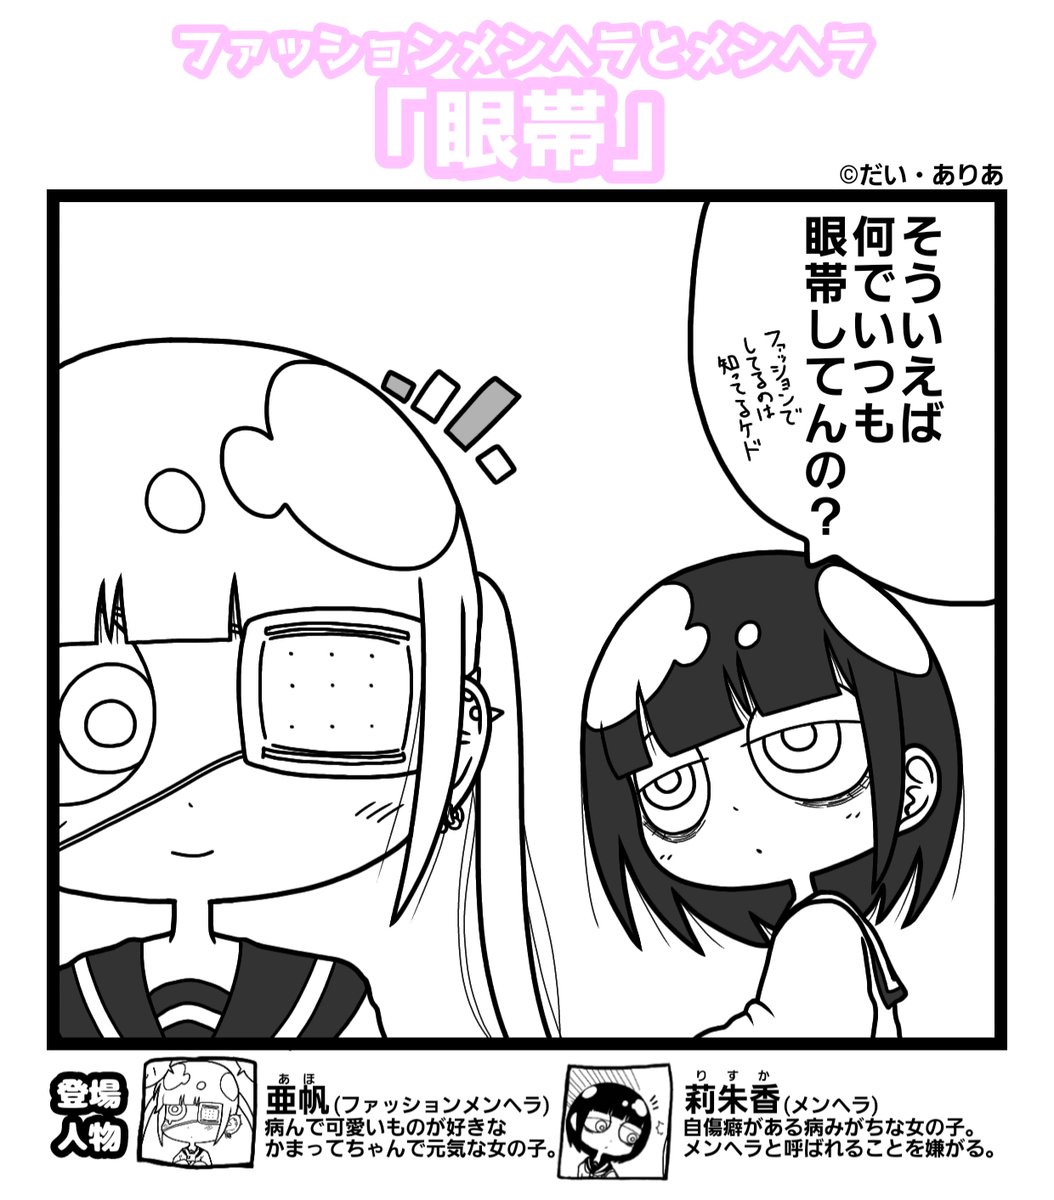 ファッションメンヘラとメンヘラ
「眼帯」
©だい・ありあ
そういえば
何でいつも
眼帯してんの？
ファッションで
してるのは
知ってるケド
登場
人物
あほ
亜帆(ファッションメンヘラ)
病んで可愛いものが好きな
かまってちゃんで元気な女の子。
りすか
莉朱香(メンヘラ)
自傷癖がある病みがちな女の子。
メンヘラと呼ばれることを嫌がる。